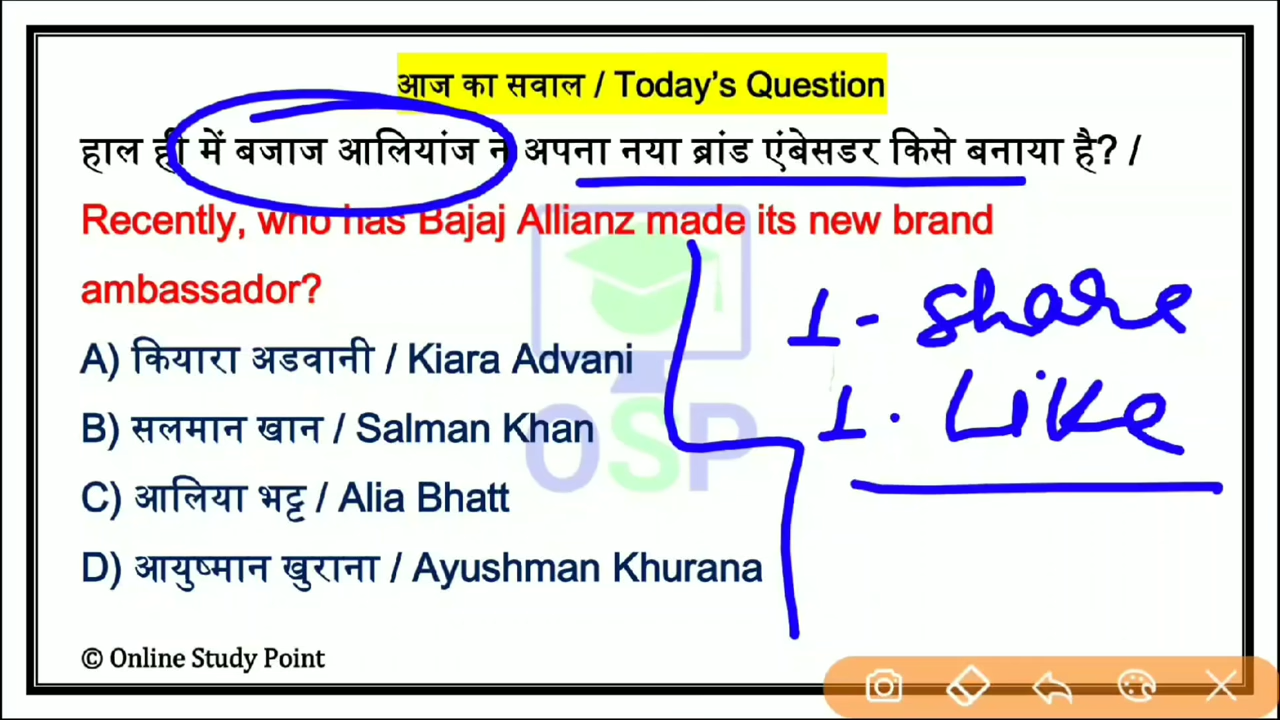 आज का सवाल / Today's Question
हाल ही में बजाज आलियांज ने अपना नया ब्रांड एंबेसडर किसे बनाया है? /
Recently, who has Bajaj Allianz made its new brand
ambassador?
1- share
A) कियारा अडवानी / Kiara Advani
1. Like
B) सलमान खान / Salman Khan
OSP
C) आलिया भट्ट / Alia Bhatt
D) आयुष्मान खुराना / Ayushman Khurana
© Online Study Point